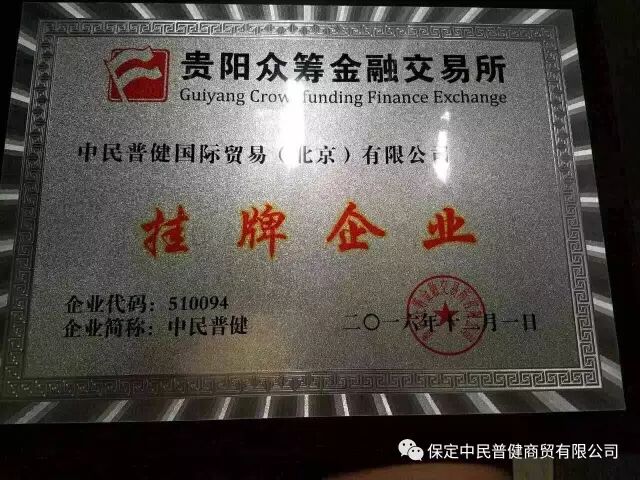 贵阳众筹金融交易所
Guiyang Crowdfunding Finance Exchange
中民普健国际贸易（北京）有限公司
挂牌企业
企业代码：510094
企业简称：中民普健
二〇一六年十二月一日
保定中民普健商贸有限公司